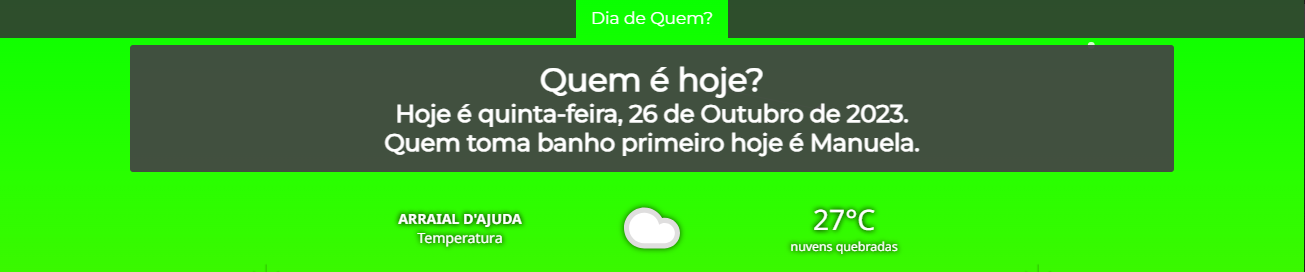 Dia de Quem?
Quem é hoje?
Hoje é quinta-feira, 26 de Outubro de 2023.
Quem toma banho primeiro hoje é Manuela.
ARRAIAL D'AJUDA
Temperatura
27°C
nuvens quebradas